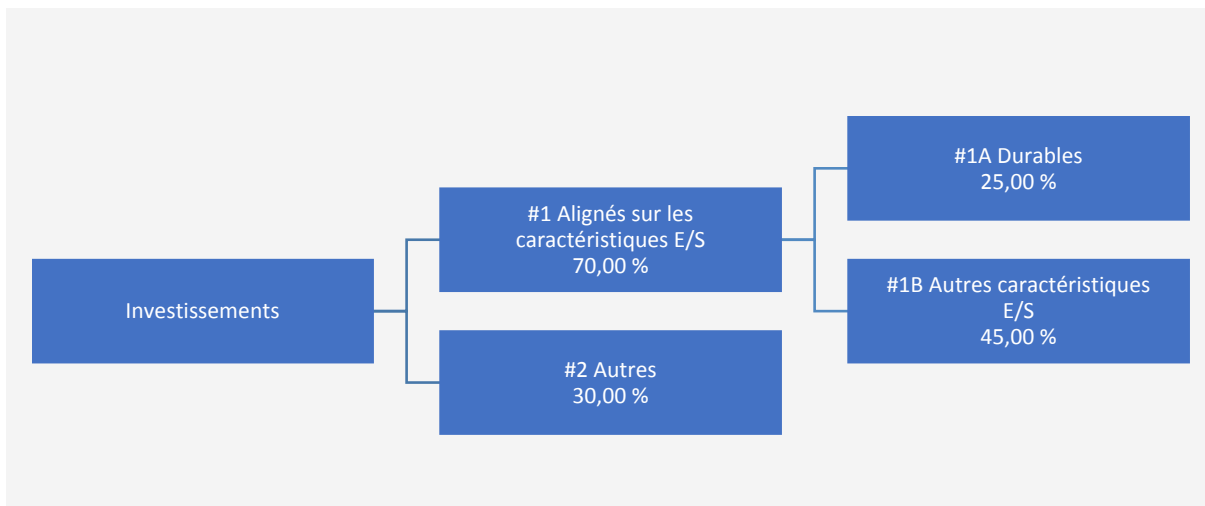 Investissements
#1 Alignés sur les
caractéristiques E/S
70,00 %
#2 Autres
30,00 %
#1A Durables
25,00 %
#1B Autres caractéristiques
E/S
45,00 %